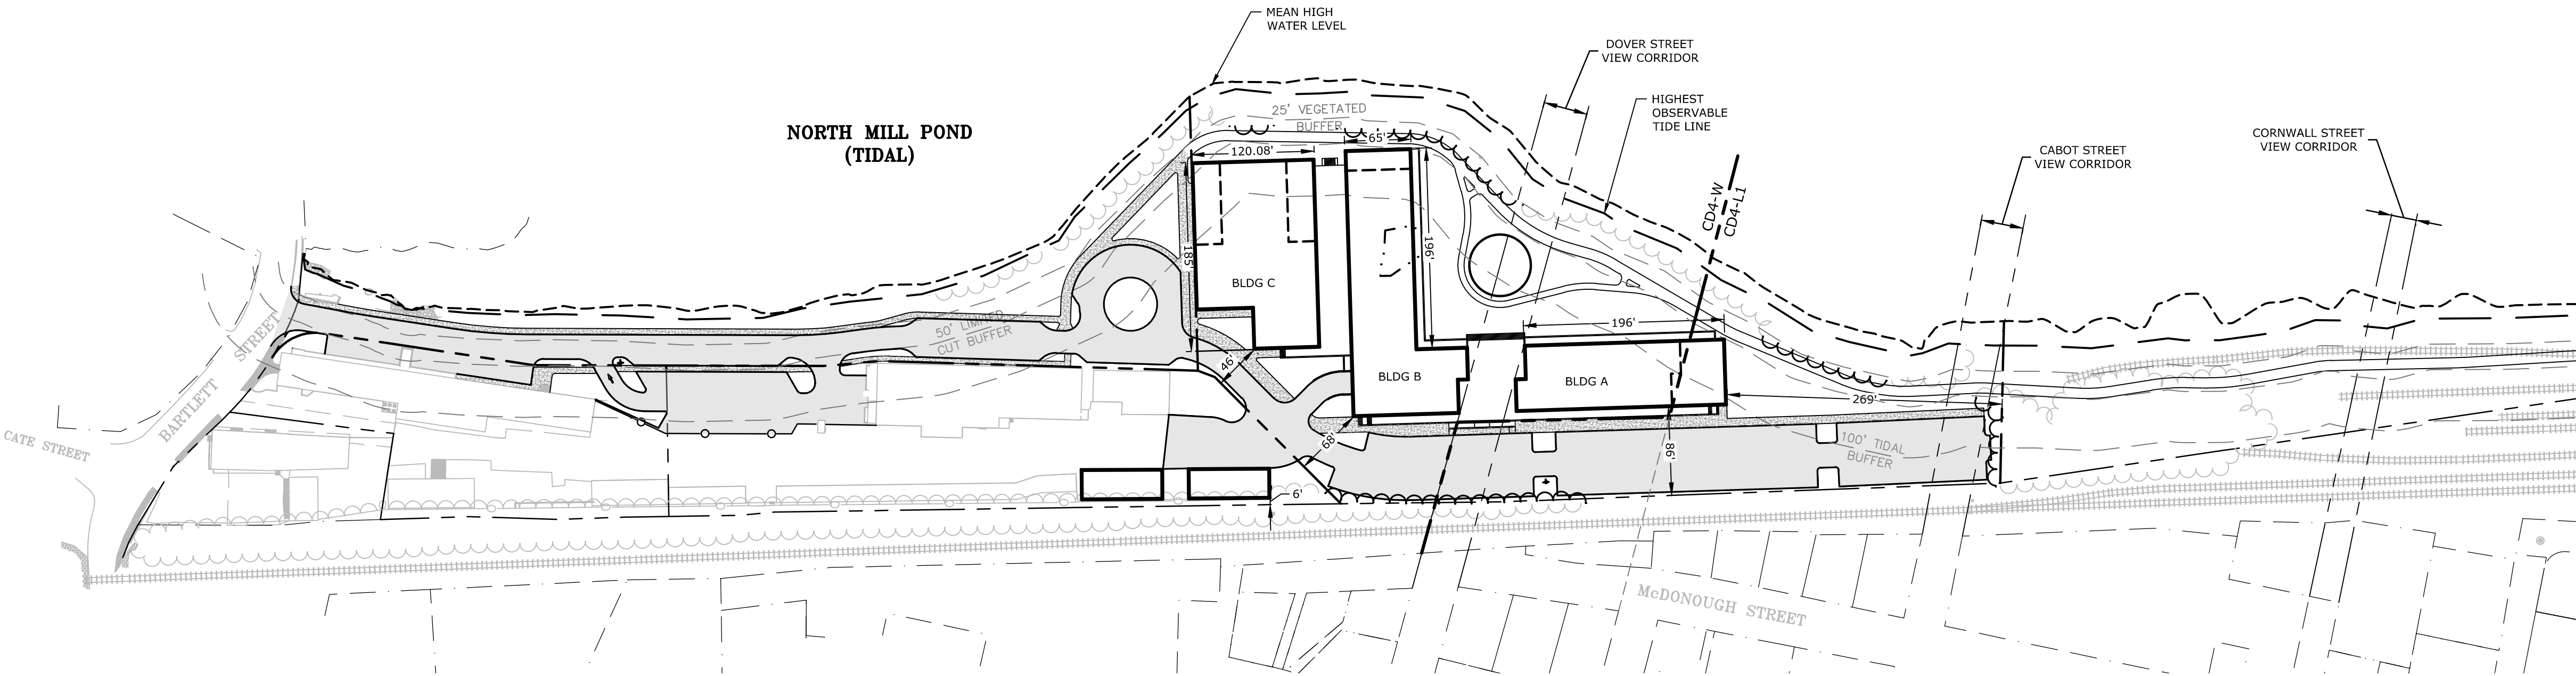 MEAN HIGH
WATER LEVEL
DOVER STREET
VIEW CORRIDOR
HIGHEST
OBSERVABLE
TIDE LINE
NORTH MILL POND
(TIDAL)
25' VEGETATED
BUFFER
CORNWALL STREET
VIEW CORRIDOR
CABOT STREET
VIEW CORRIDOR
120.08'
65'
CD4-W
CD4-L1
185'
196'
BLDG C
50' LIMITED
CUT BUFFER
196'
46'
BLDG B
BLDG A
269'
STREET
BARTLETT
CATE STREET
68'
86'
100' TIDAL
BUFFER
6'
McDONOUGH STREET